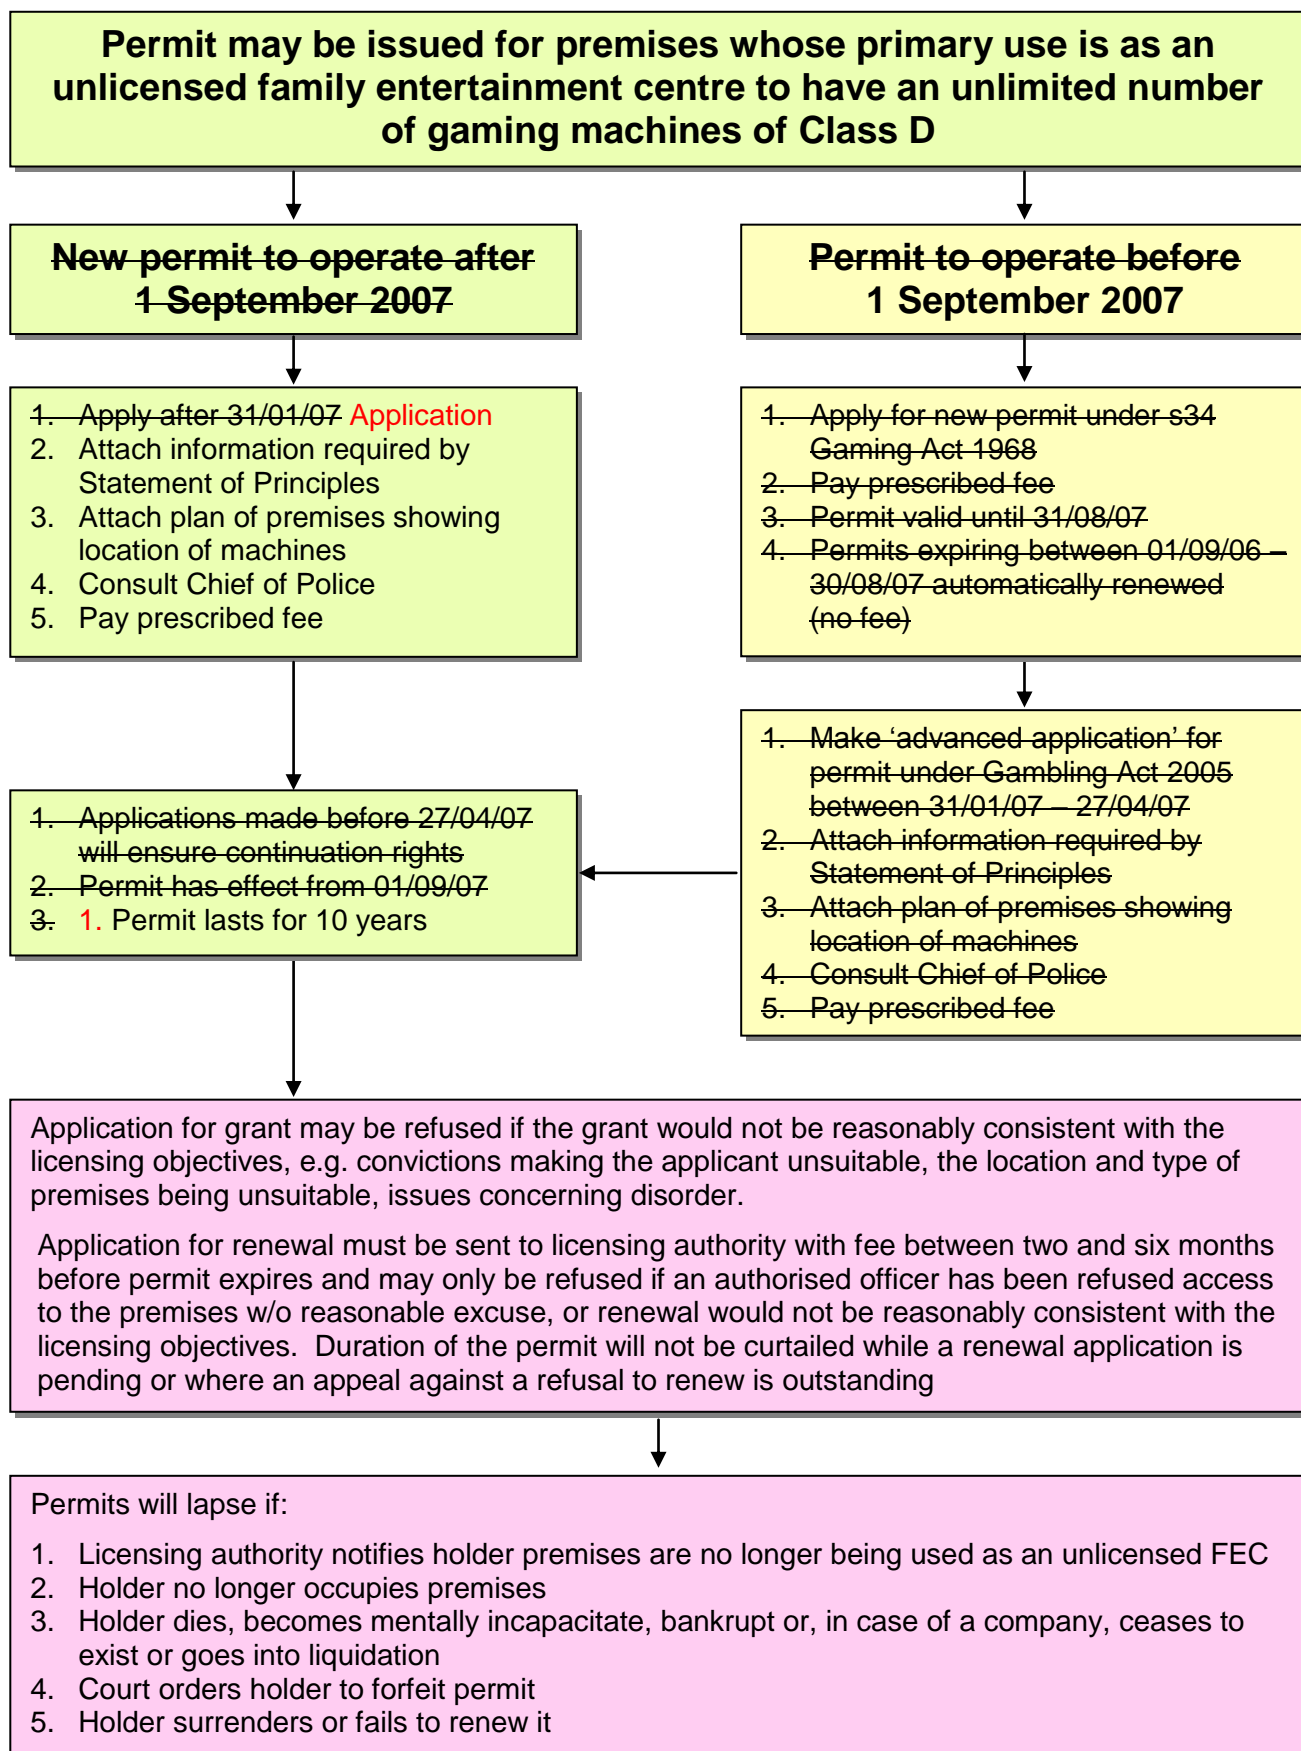 Permit may be issued for premises whose primary use is as an
unlicensed family entertainment centre to have an unlimited number
of gaming machines of Class D
New permit to operate after
1 September 2007
Permit to operate before
1 September 2007
1. Apply after 31/01/07 Application
2. Attach information required by
Statement of Principles
3. Attach plan of premises showing
location of machines
4. Consult Chief of Police
5. Pay prescribed fee
1. Apply for new permit under s34
Gaming Act 1968
2. Pay prescribed fee
3. Permit valid until 31/08/07
4. Permits expiring between 01/09/06 –
30/08/07 automatically renewed
(no fee)
1. Applications made before 27/04/07
will ensure continuation rights
2. Permit has effect from 01/09/07
3. 1. Permit lasts for 10 years
1. Make ‘advanced application’ for
permit under Gambling Act 2005
between 31/01/07 – 27/04/07
2. Attach information required by
Statement of Principles
3. Attach plan of premises showing
location of machines
4. Consult Chief of Police
5. Pay prescribed fee
Application for grant may be refused if the grant would not be reasonably consistent with the
licensing objectives, e.g. convictions making the applicant unsuitable, the location and type of
premises being unsuitable, issues concerning disorder.
Application for renewal must be sent to licensing authority with fee between two and six months
before permit expires and may only be refused if an authorised officer has been refused access
to the premises w/o reasonable excuse, or renewal would not be reasonably consistent with the
licensing objectives.  Duration of the permit will not be curtailed while a renewal application is
pending or where an appeal against a refusal to renew is outstanding
Permits will lapse if:
1. Licensing authority notifies holder premises are no longer being used as an unlicensed FEC
2. Holder no longer occupies premises
3. Holder dies, becomes mentally incapacitate, bankrupt or, in case of a company, ceases to
exist or goes into liquidation
4. Court orders holder to forfeit permit
5. Holder surrenders or fails to renew it